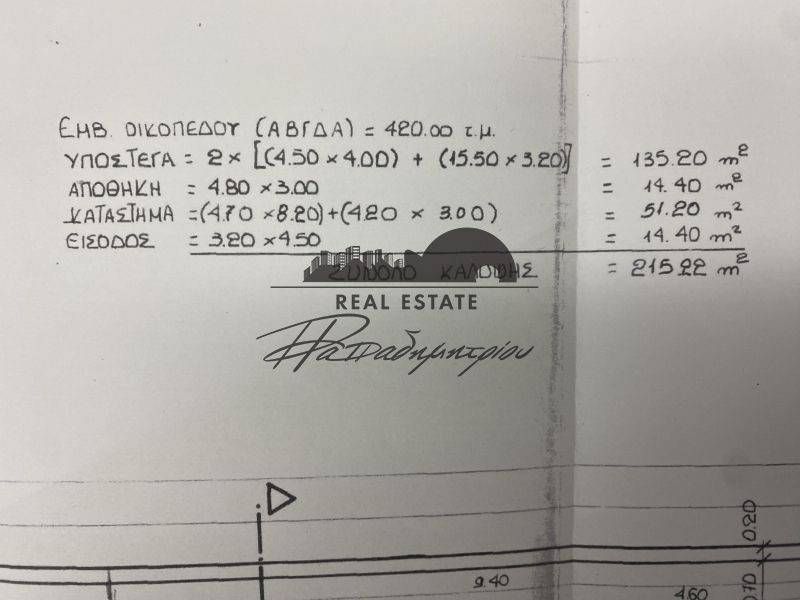 ΕΜΒ. ΟΙΚΟΠΕΔΟΥ (ΑΒΓΔΑ) = 420.00 τ.μ.
ΥΠΟΣΤΕΓΑ = 2 × [(4.50 × 4.00) + (15.50 × 3.20)] = 135.20 m²
ΑΠΟΘΗΚΗ = 4.80 × 3.00 = 14.40 m²
ΚΑΤΑΣΤΗΜΑ = (4.70 × 8.20) + (4.20 × 3.00) = 51.20 m²
ΕΙΣΟΔΟΣ = 3.20 × 4.50 = 14.40 m²
ΣΥΝΟΛΟ ΚΑΛΥΨΗΣ = 215.22 m²
REAL ESTATE
Παπαδημητρίου
0.20
9.40
4.60